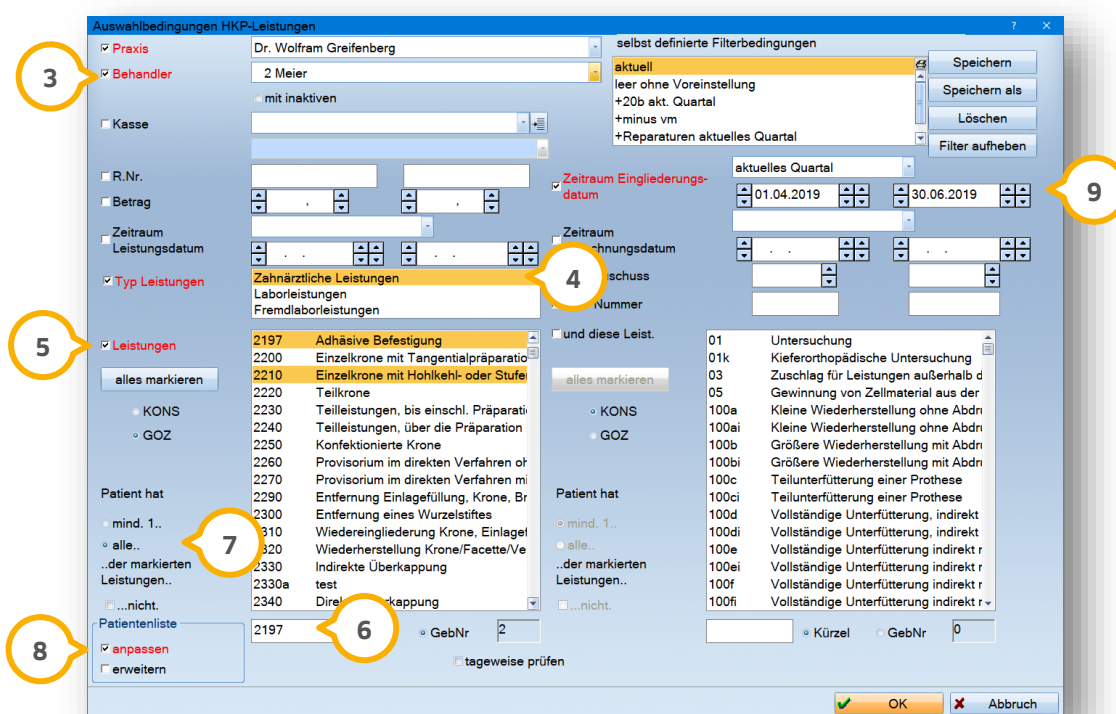 Auswahlbedingungen HKP-Leistungen
Praxis
Dr. Wolfram Greifenberg
3
Behandler
2 Meier
mit inaktiven
Kasse
R.Nr.
Betrag
Zeitraum
Leistungsdatum
Typ Leistungen
Zahnärztliche Leistungen
Laborleistungen
Fremdlaborleistungen
4
5
Leistungen
alles markieren
KONS
GOZ
Patient hat
mind. 1..
alle..
7
..der markierten
Leistungen..
...nicht.
2197 Adhäsive Befestigung
2200 Einzelkrone mit Tangentialpräparatio
2210 Einzelkrone mit Hohlkehl- oder Stufe
2220 Teilkrone
2230 Teilleistungen, bis einschl. Präparati
2240 Teilleistungen, über die Präparation
2250 Konfektionierte Krone
2260 Provisorium im direkten Verfahren oh
2270 Provisorium im direkten Verfahren mi
2290 Entfernung Einlagefüllung, Krone, Br
2300 Entfernung eines Wurzelstiftes
310 Wiedereingliederung Krone, Einlagef
320 Wiederherstellung Krone/Facette/Ve
2330 Indirekte Überkappung
2330a test
2340 kappung
Patientenliste
8
anpassen
erweitern
2197
6
GebNr
2
tageweise prüfen
selbst definierte Filterbedingungen
aktuell
leer ohne Voreinstellung
+20b akt. Quartal
+minus vm
+Reparaturen aktuelles Quartal
Speichern
Speichern als
Löschen
Filter aufheben
aktuelles Quartal
Zeitraum Eingliederungs-
datum
01.04.2019
30.06.2019
9
Zeitraum
chnungsdatum
uschuss
Nummer
und diese Leist.
alles markieren
KONS
GOZ
Patient hat
mind. 1..
alle..
..der markierten
Leistungen..
...nicht.
01 Untersuchung
01k Kieferorthopädische Untersuchung
03 Zuschlag für Leistungen außerhalb d
05 Gewinnung von Zellmaterial aus der
100a Kleine Wiederherstellung ohne Abdru
100ai Kleine Wiederherstellung ohne Abdru
100b Größere Wiederherstellung mit Abdru
100bi Größere Wiederherstellung mit Abdru
100c Teilunterfütterung einer Prothese
100ci Teilunterfütterung einer Prothese
100d Vollständige Unterfütterung, indirekt
100di Vollständige Unterfütterung, indirekt
100e Vollständige Unterfütterung indirekt r
100ei Vollständige Unterfütterung indirekt r
100f Vollständige Unterfütterung indirekt r
100fi Vollständige Unterfütterung indirekt r
Kürzel
GebNr
0
OK
Abbruch